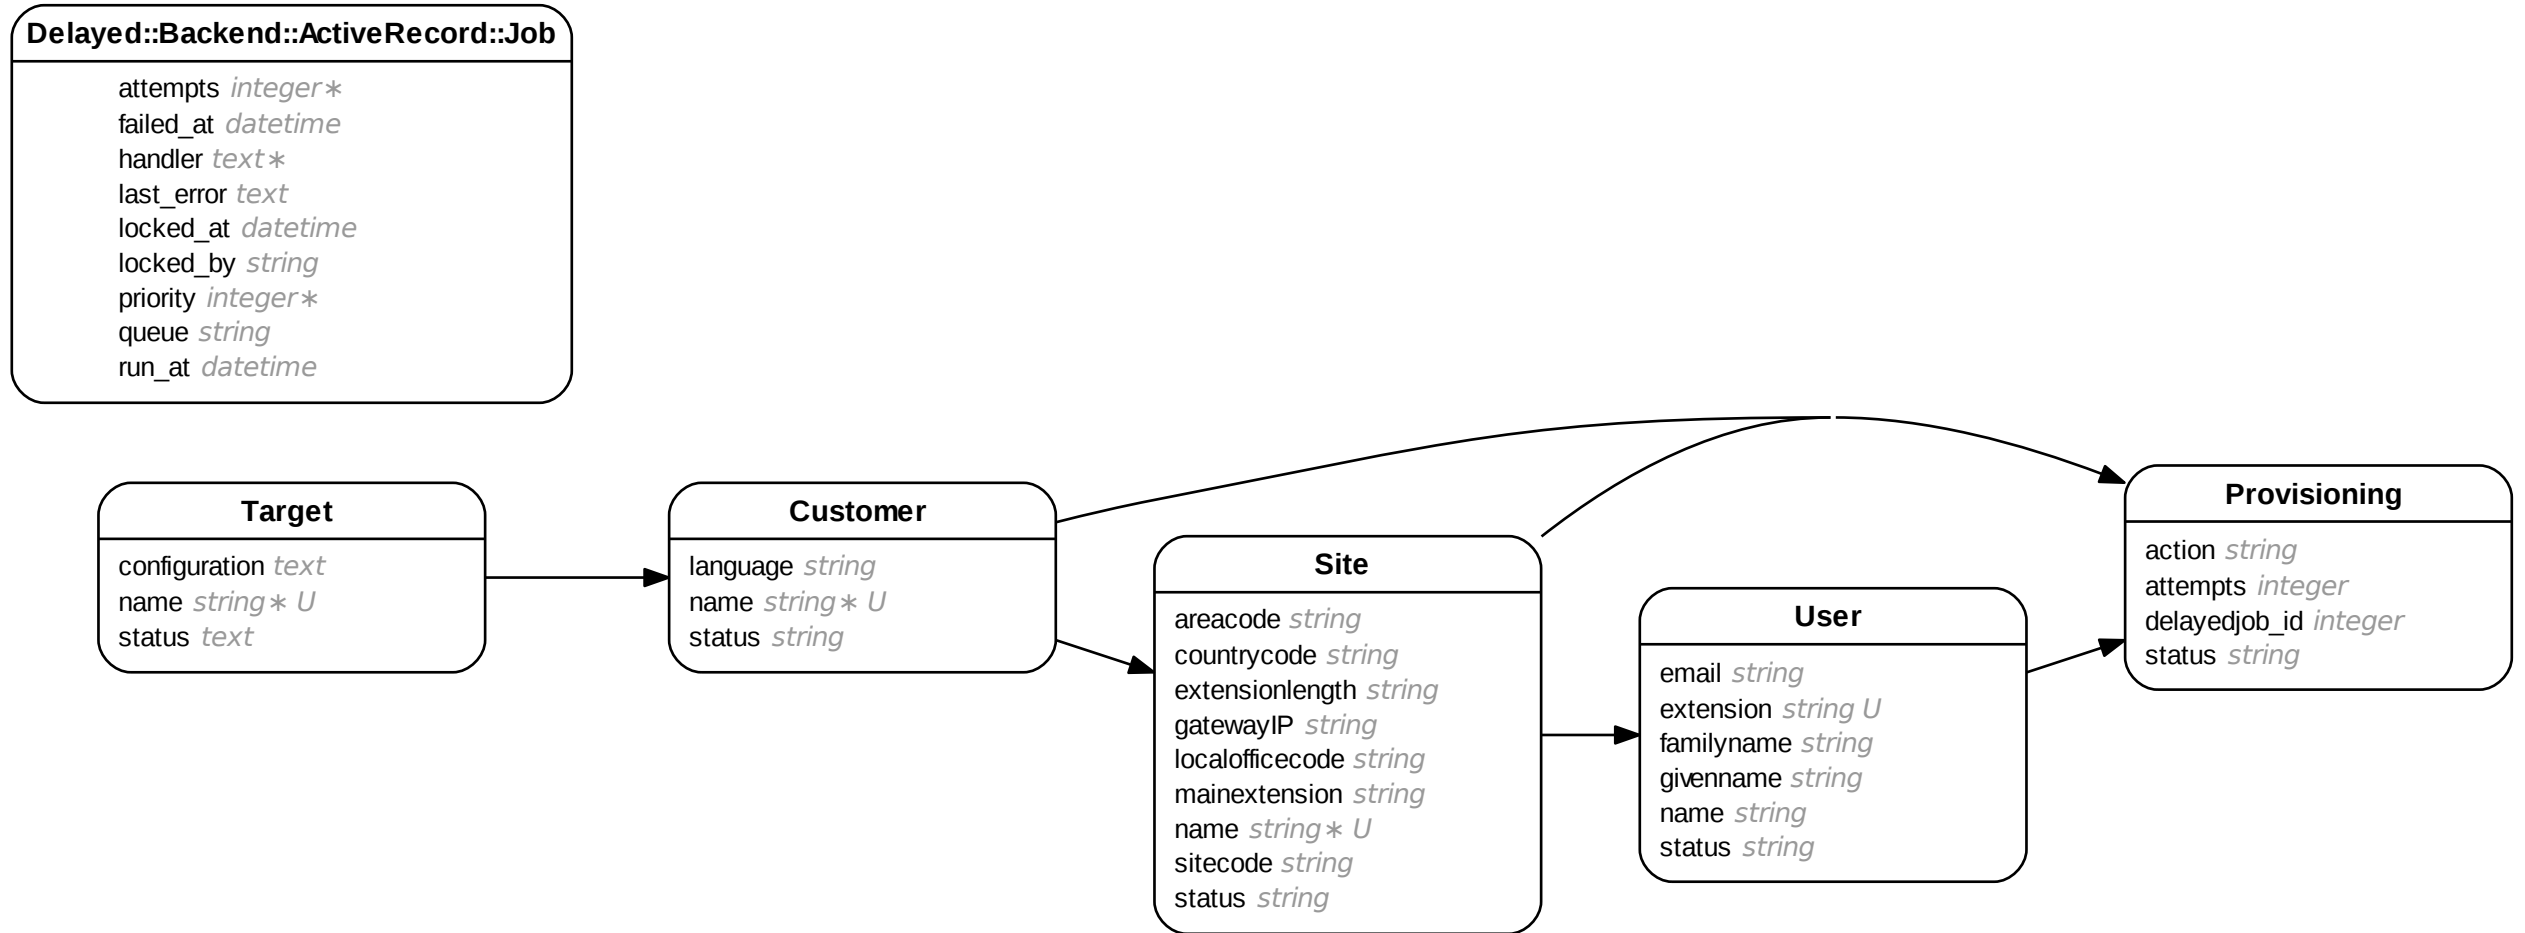 Delayed::Backend::ActiveRecord::Job
attempts integer∗
failed_at datetime
handler text∗
last_error text
locked_at datetime
locked_by string
priority integer∗
queue string
run_at datetime
Target
configuration text
name string∗ U
status text
Customer
language string
name string∗ U
status string
Site
areacode string
countrycode string
extensionlength string
gatewayIP string
localofficecode string
mainextension string
name string∗ U
sitecode string
status string
User
email string
extension string U
familyname string
givenname string
name string
status string
Provisioning
action string
attempts integer
delayedjob_id integer
status string